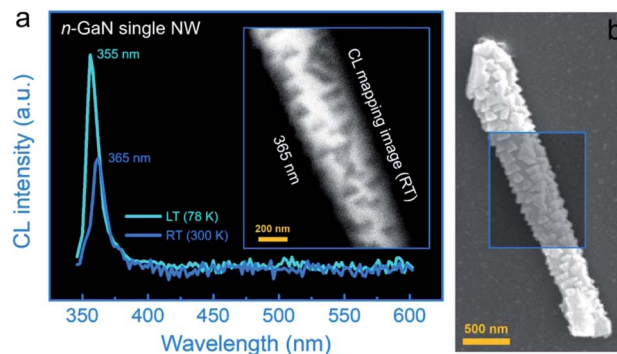 a
n-GaN single NW
355 nm
365 nm
LT (78 K)
RT (300 K)
CL mapping image (RT)
365 nm
200 nm
CL intensity (a.u.)
350 400 450 500 550 600
Wavelength (nm)
b
500 nm